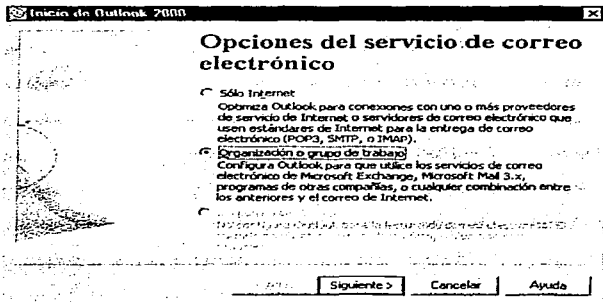 Inicio de Outlook 2000
Opciones del servicio de correo
electrónico
Sólo Internet
Optimiza Outlook para conexiones con uno o más proveedores
de servicio de Internet o servidores de correo electrónico que
usen estándares de Internet para la entrega de correo
electrónico (POP3, SMTP, o IMAP).
Organización o grupo de trabajo
Configura Outlook para que utilice los servicios de correo
electrónico de Microsoft Exchange, Microsoft Mail 3.x,
programas de otras compañías, o cualquier combinación entre
los anteriores y el correo de Internet.
Siguiente >
Cancelar
Ayuda